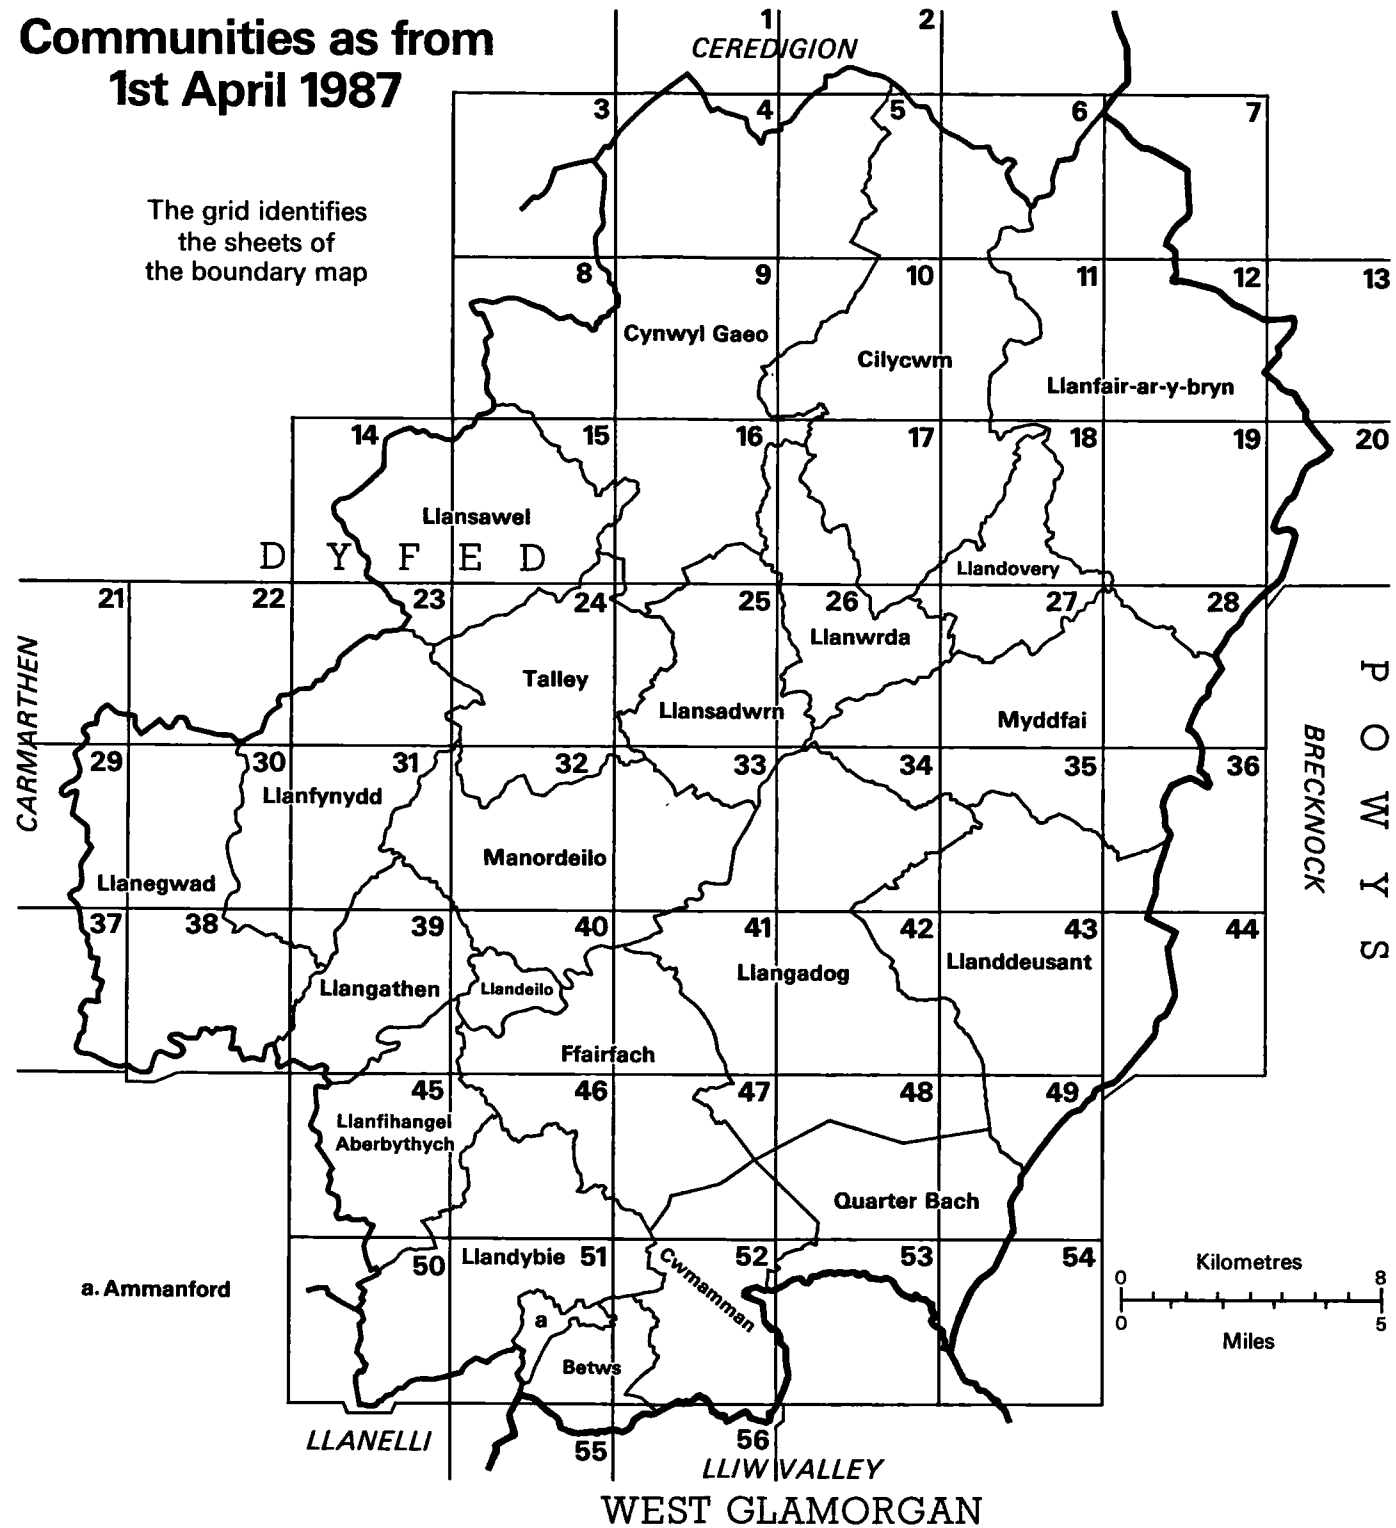 Communities as from
1st April 1987
The grid identifies
the sheets of
the boundary map
CEREDIGION
1
2
3
4
5
6
7
8
9
10
11
12
13
Cynwyl Gaeo
Cilycwm
Llanfair-ar-y-bryn
14
15
16
17
18
19
20
Llansawel
Llandovery
D Y F E D
21
22
23
24
25
26
27
28
Llanwrda
Talley
Llansadwrn
Myddfai
CARMARTHEN
POWYS
BRECKNOCK
29
30
31
32
33
34
35
36
Llanfynydd
Manordeilo
Llanegwad
37
38
39
40
41
42
43
44
Llangathen
Llandeilo
Llangadog
Llanddeusant
Ffairfach
45
46
47
48
49
Llanfihangel
Aberbythych
Quarter Bach
50
Llandybie
51
52
53
54
Cwmamman
a. Ammanford
a
Betws
Kilometres
0 8
0 5
Miles
LLANELLI
55
56
LLIW VALLEY
WEST GLAMORGAN